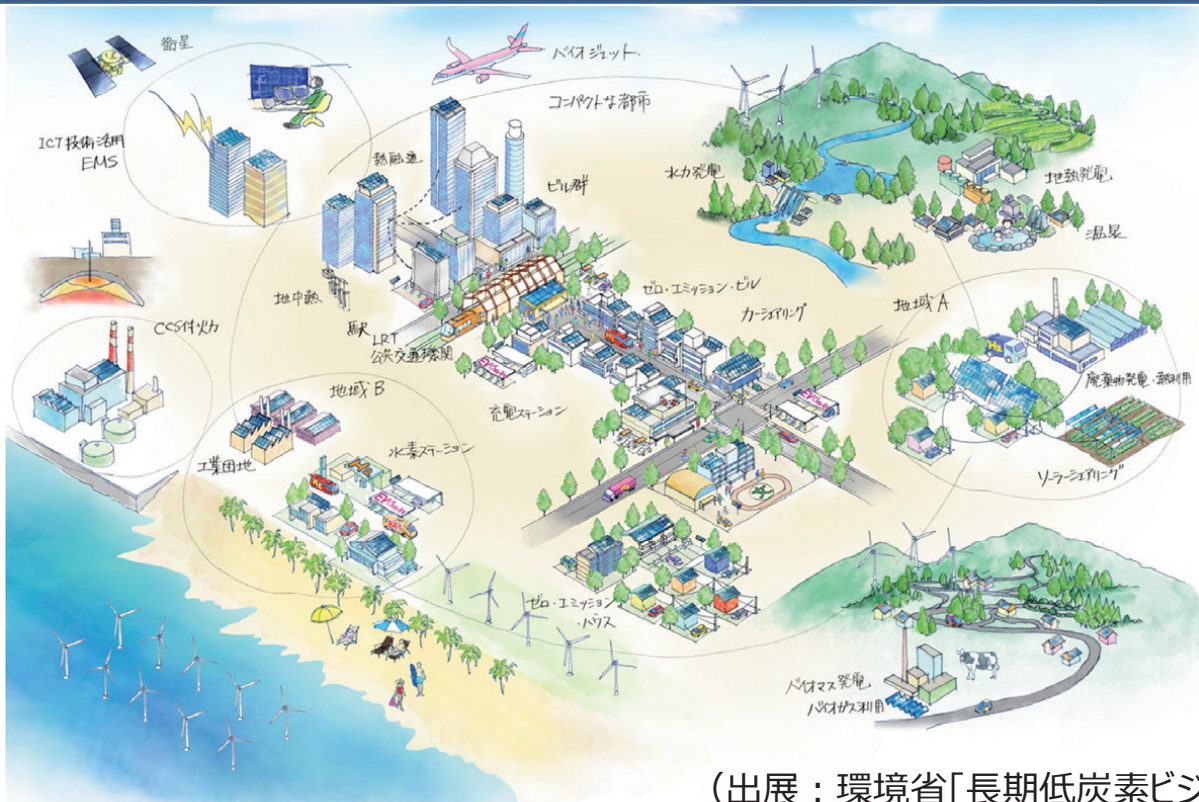 衛星
バイオジェット
コンパクトな都市
ICT技術活用
EMS
熱融通
ビル群
水力発電
地熱発電
温泉
地中熱
駅
LRT
公共交通機関
ゼロ・エミッション・ビル
カーシェアリング
地域A
H2
廃棄物発電・熱利用
ソーラーシェアリング
CCS付火力
地域B
充電ステーション
工業団地
水素ステーション
H2
ゼロ・エミッション
・ハウス
バイオマス発電
バイオガス利用
（出展：環境省「長期低炭素ビジ